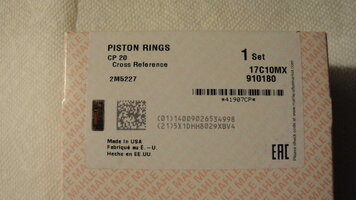 PISTON RINGS
1 Set
CP 20
Cross Reference
17C10MX
910180
2M5227
*41907CP*
(01)14009026534998
(21)5X1DHH8029XBV4
Made in USA
Fabriqué au É.-U.
Hecho en EE.UU.
EAC